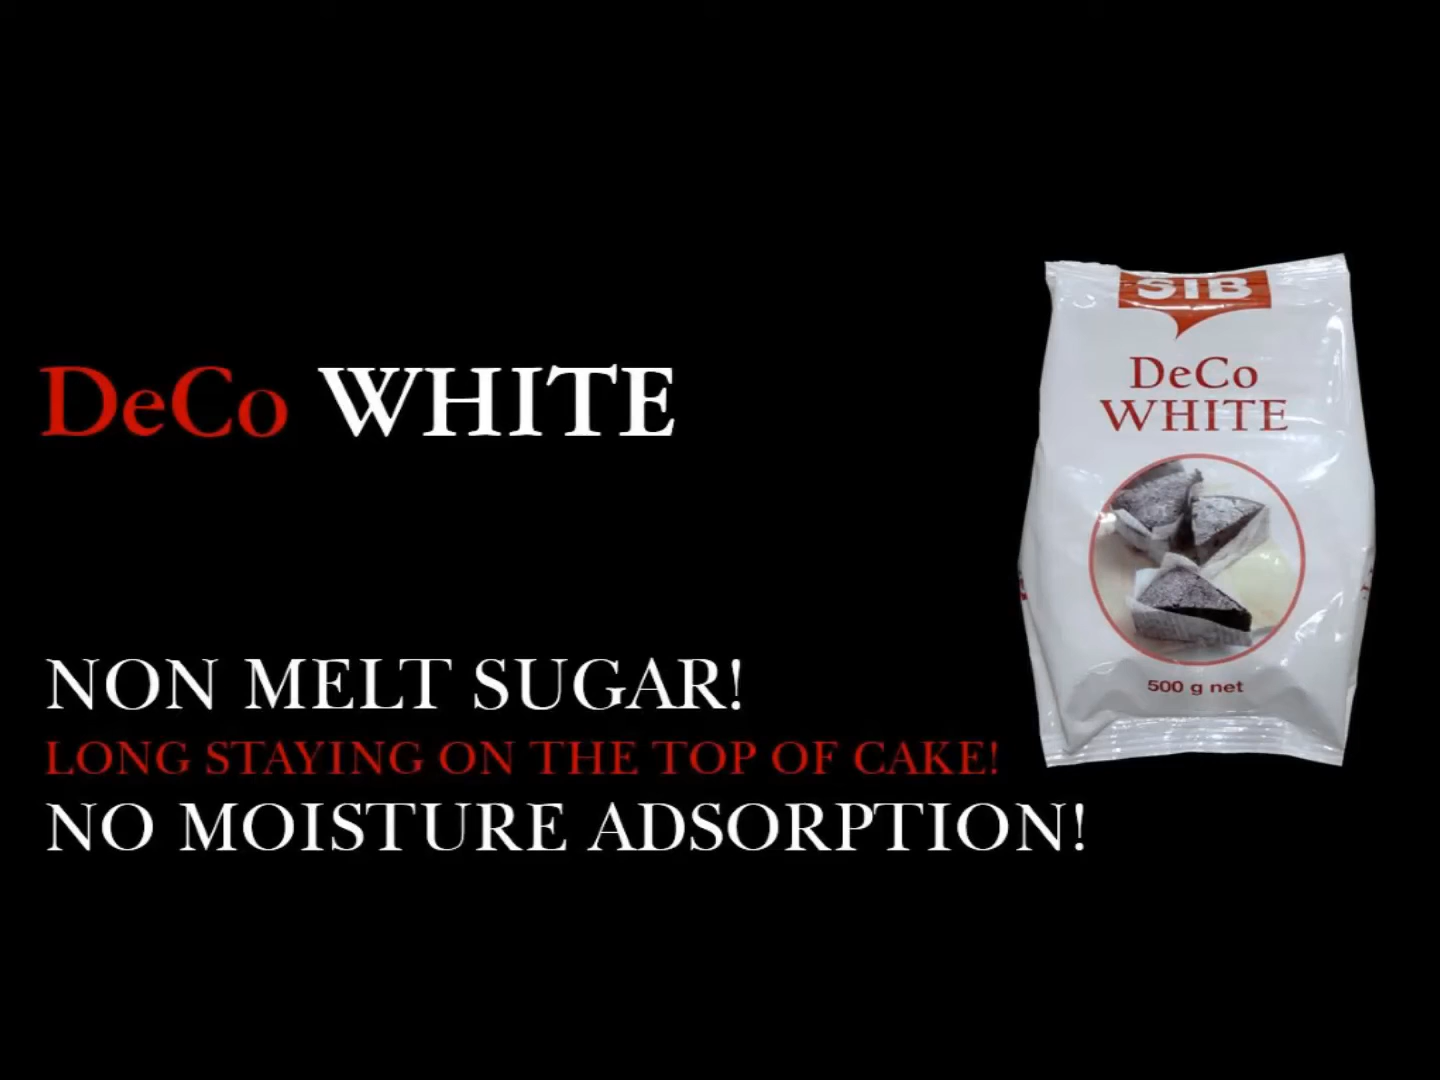 DeCo WHITE
NON MELT SUGAR!
LONG STAYING ON THE TOP OF CAKE!
NO MOISTURE ADSORPTION!
SIB
DeCo
WHITE
500 g net